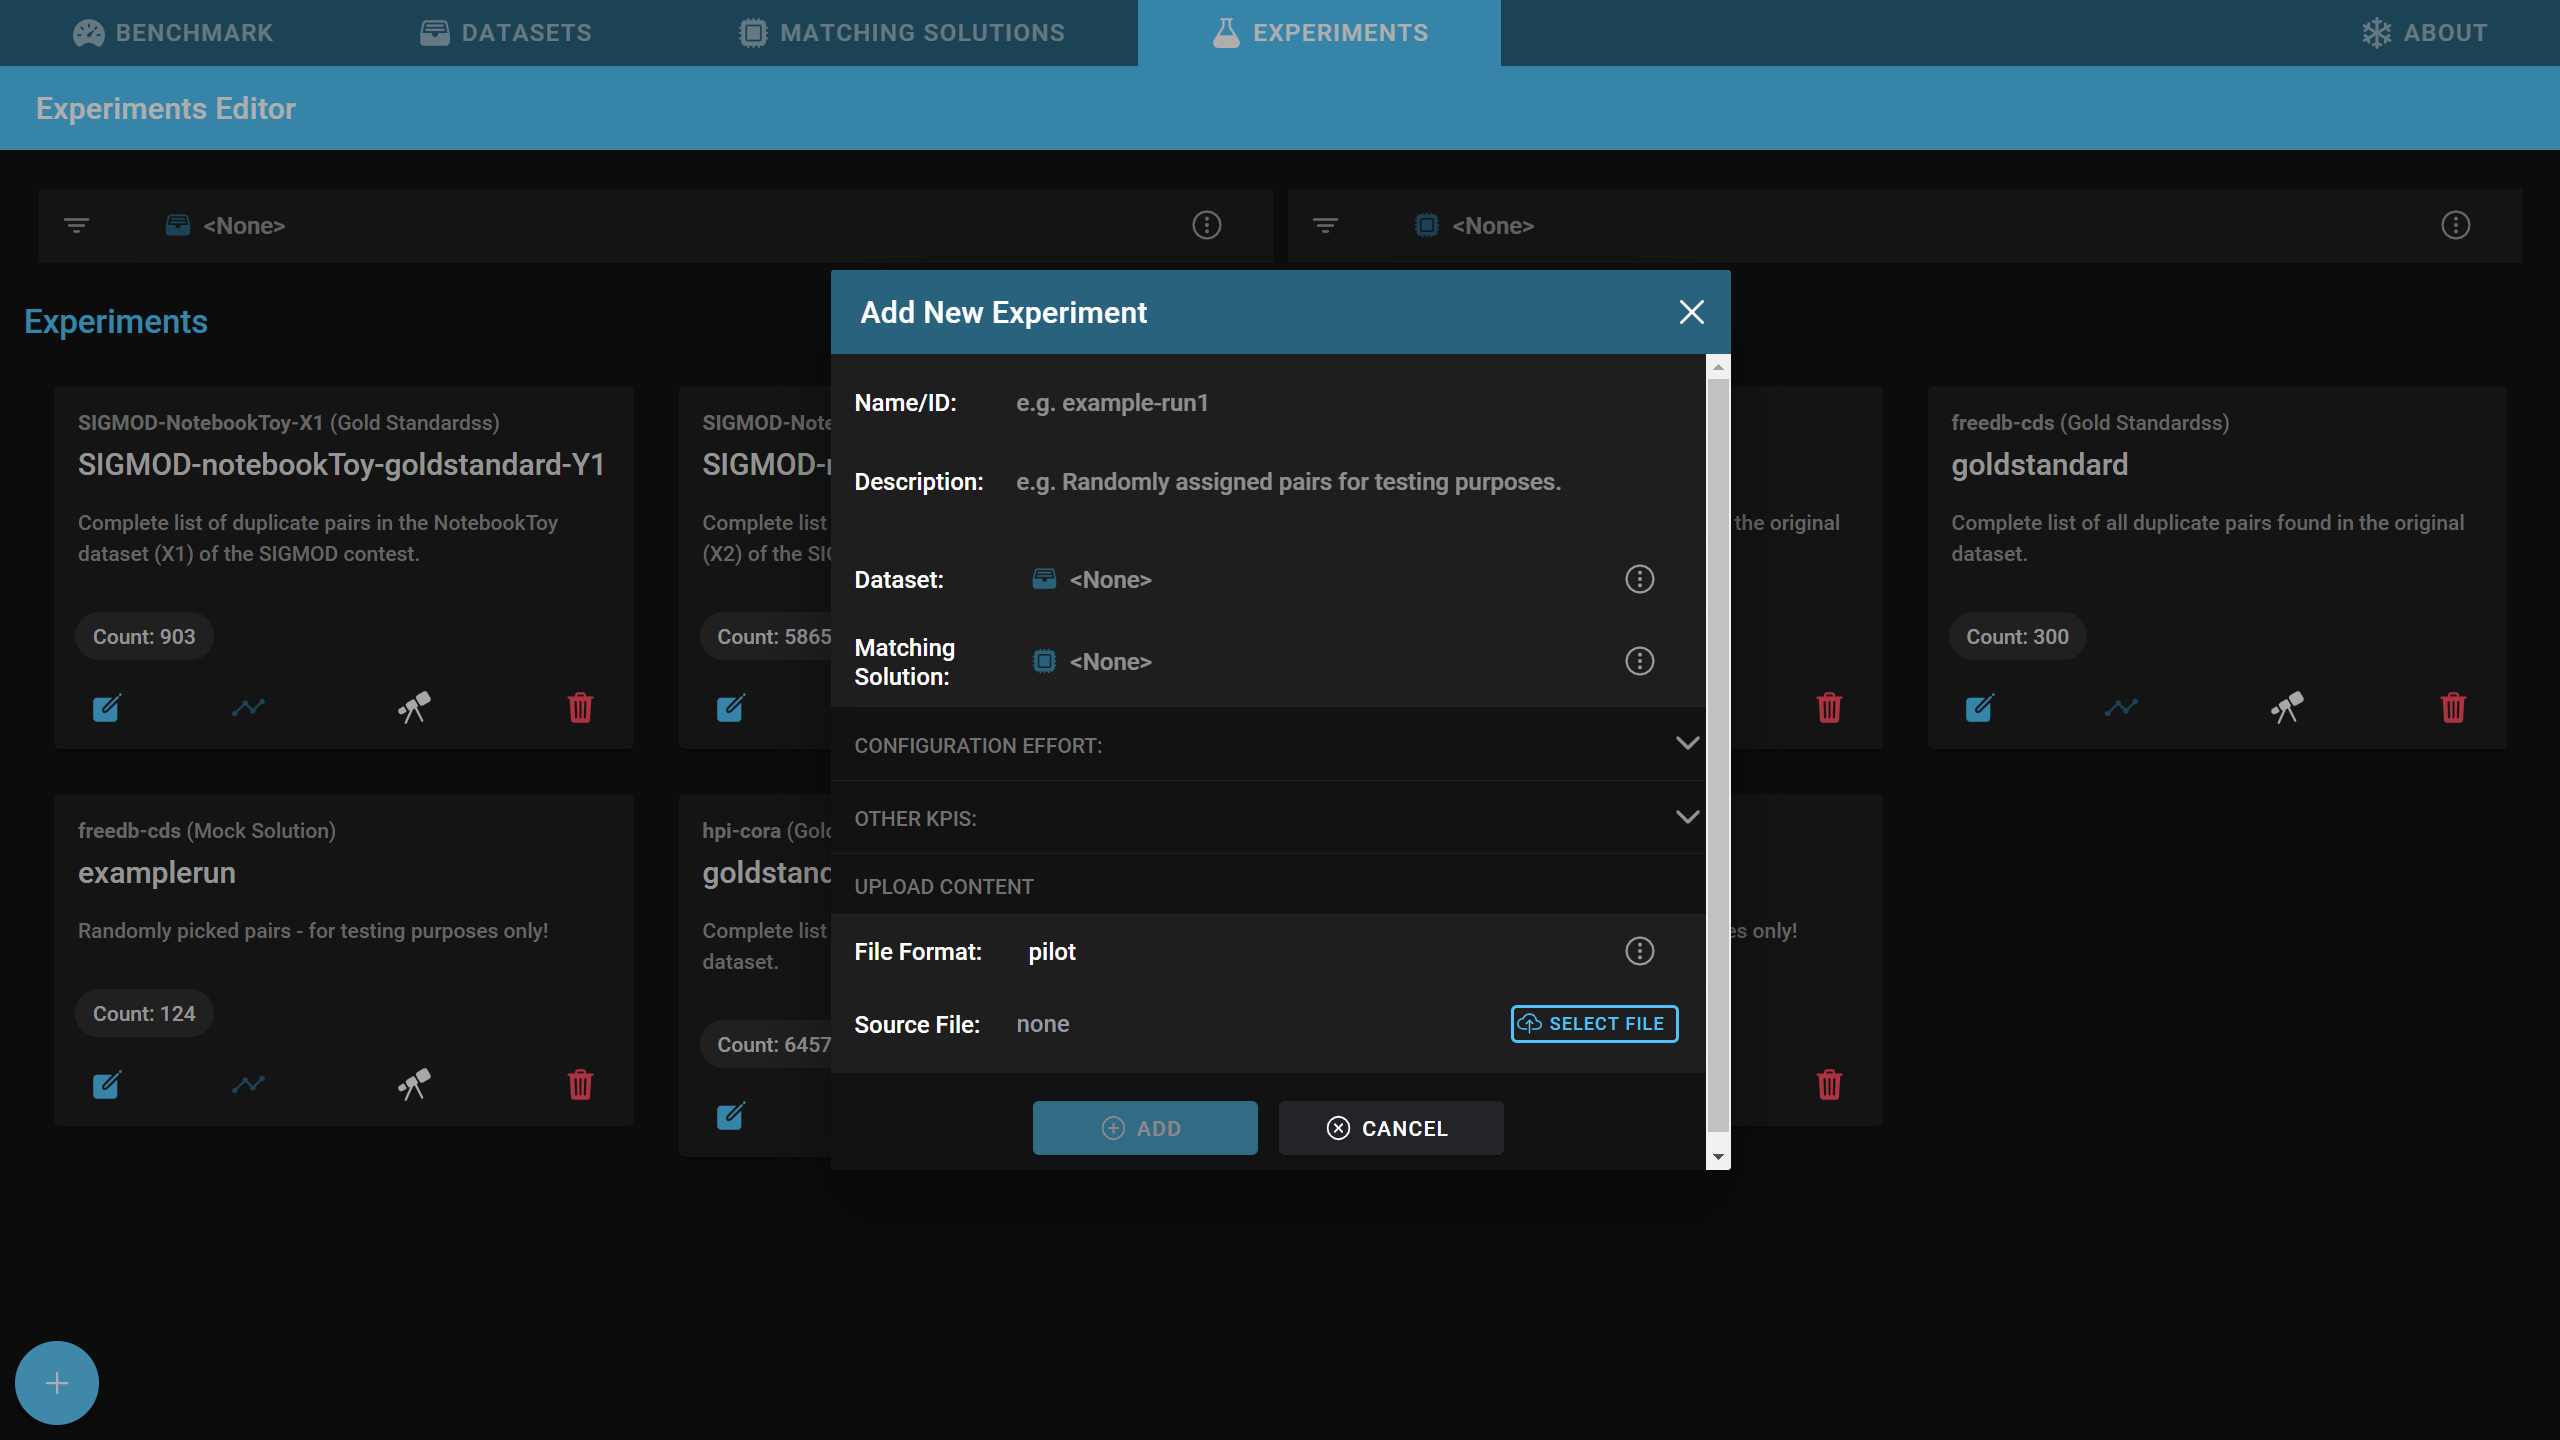 BENCHMARK
DATASETS
MATCHING SOLUTIONS
EXPERIMENTS
ABOUT
Experiments Editor
<None>
<None>
Experiments
SIGMOD-NotebookToy-X1 (Gold Standardss)
SIGMOD-notebookToy-goldstandard-Y1
Complete list of duplicate pairs in the NotebookToy
dataset (X1) of the SIGMOD contest.
Count: 903
SIGMOD-Note
SIGMOD-
Complete list
(X2) of the SI
Count: 5865
the original
freedb-cds (Gold Standardss)
goldstandard
Complete list of all duplicate pairs found in the original
dataset.
Count: 300
freedb-cds (Mock Solution)
examplerun
Randomly picked pairs - for testing purposes only!
Count: 124
hpi-cora (Gol
goldstand
Complete list
dataset.
Count: 6457
es only!
Add New Experiment
Name/ID: e.g. example-run1
Description: e.g. Randomly assigned pairs for testing purposes.
Dataset: <None>
Matching
Solution: <None>
CONFIGURATION EFFORT:
OTHER KPIS:
UPLOAD CONTENT
File Format: pilot
Source File: none
SELECT FILE
ADD
CANCEL